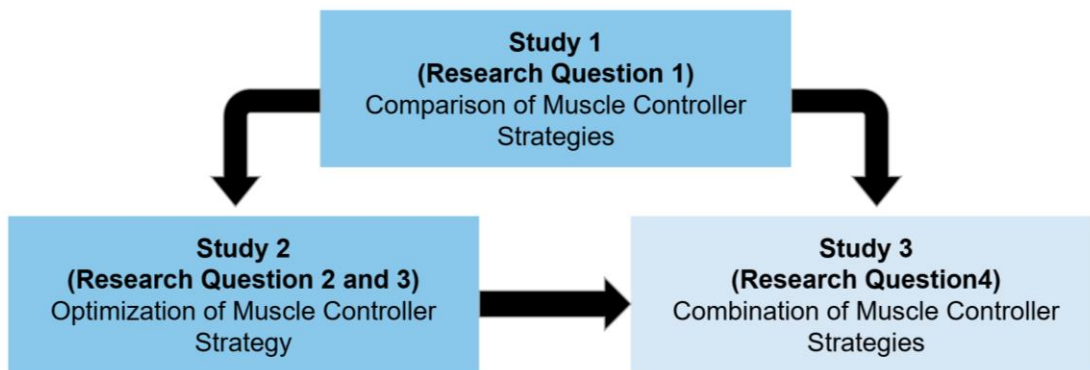 Study 1
(Research Question 1)
Comparison of Muscle Controller
Strategies
Study 2
(Research Question 2 and 3)
Optimization of Muscle Controller
Strategy
Study 3
(Research Question4)
Combination of Muscle Controller
Strategies